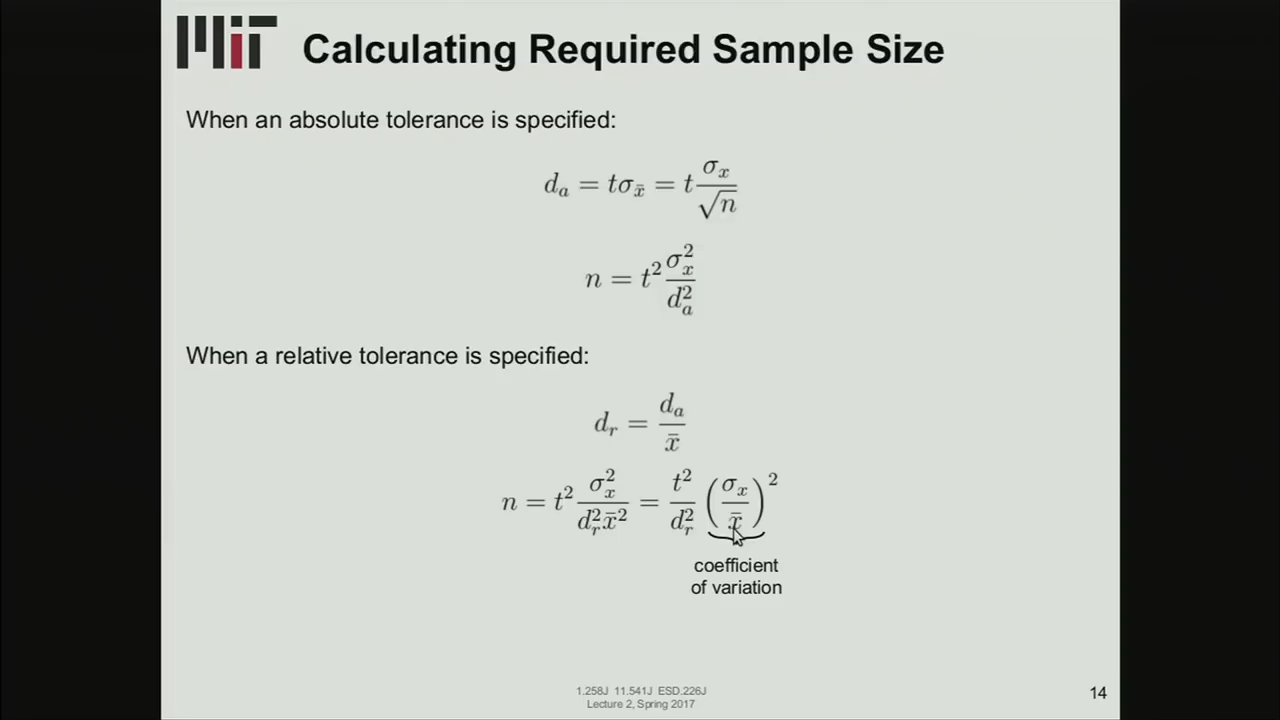 MIT
Calculating Required Sample Size
When an absolute tolerance is specified:
d_a = tσ_x̄ = t σ_x / √n
n = t² σ_x² / d_a²
When a relative tolerance is specified:
d_r = d_a / x̄
n = t² σ_x² / d_r² x̄² = t² / d_r² (σ_x / x̄)²
coefficient
of variation
1.258J 11.541J ESD.226J
Lecture 2, Spring 2017
14